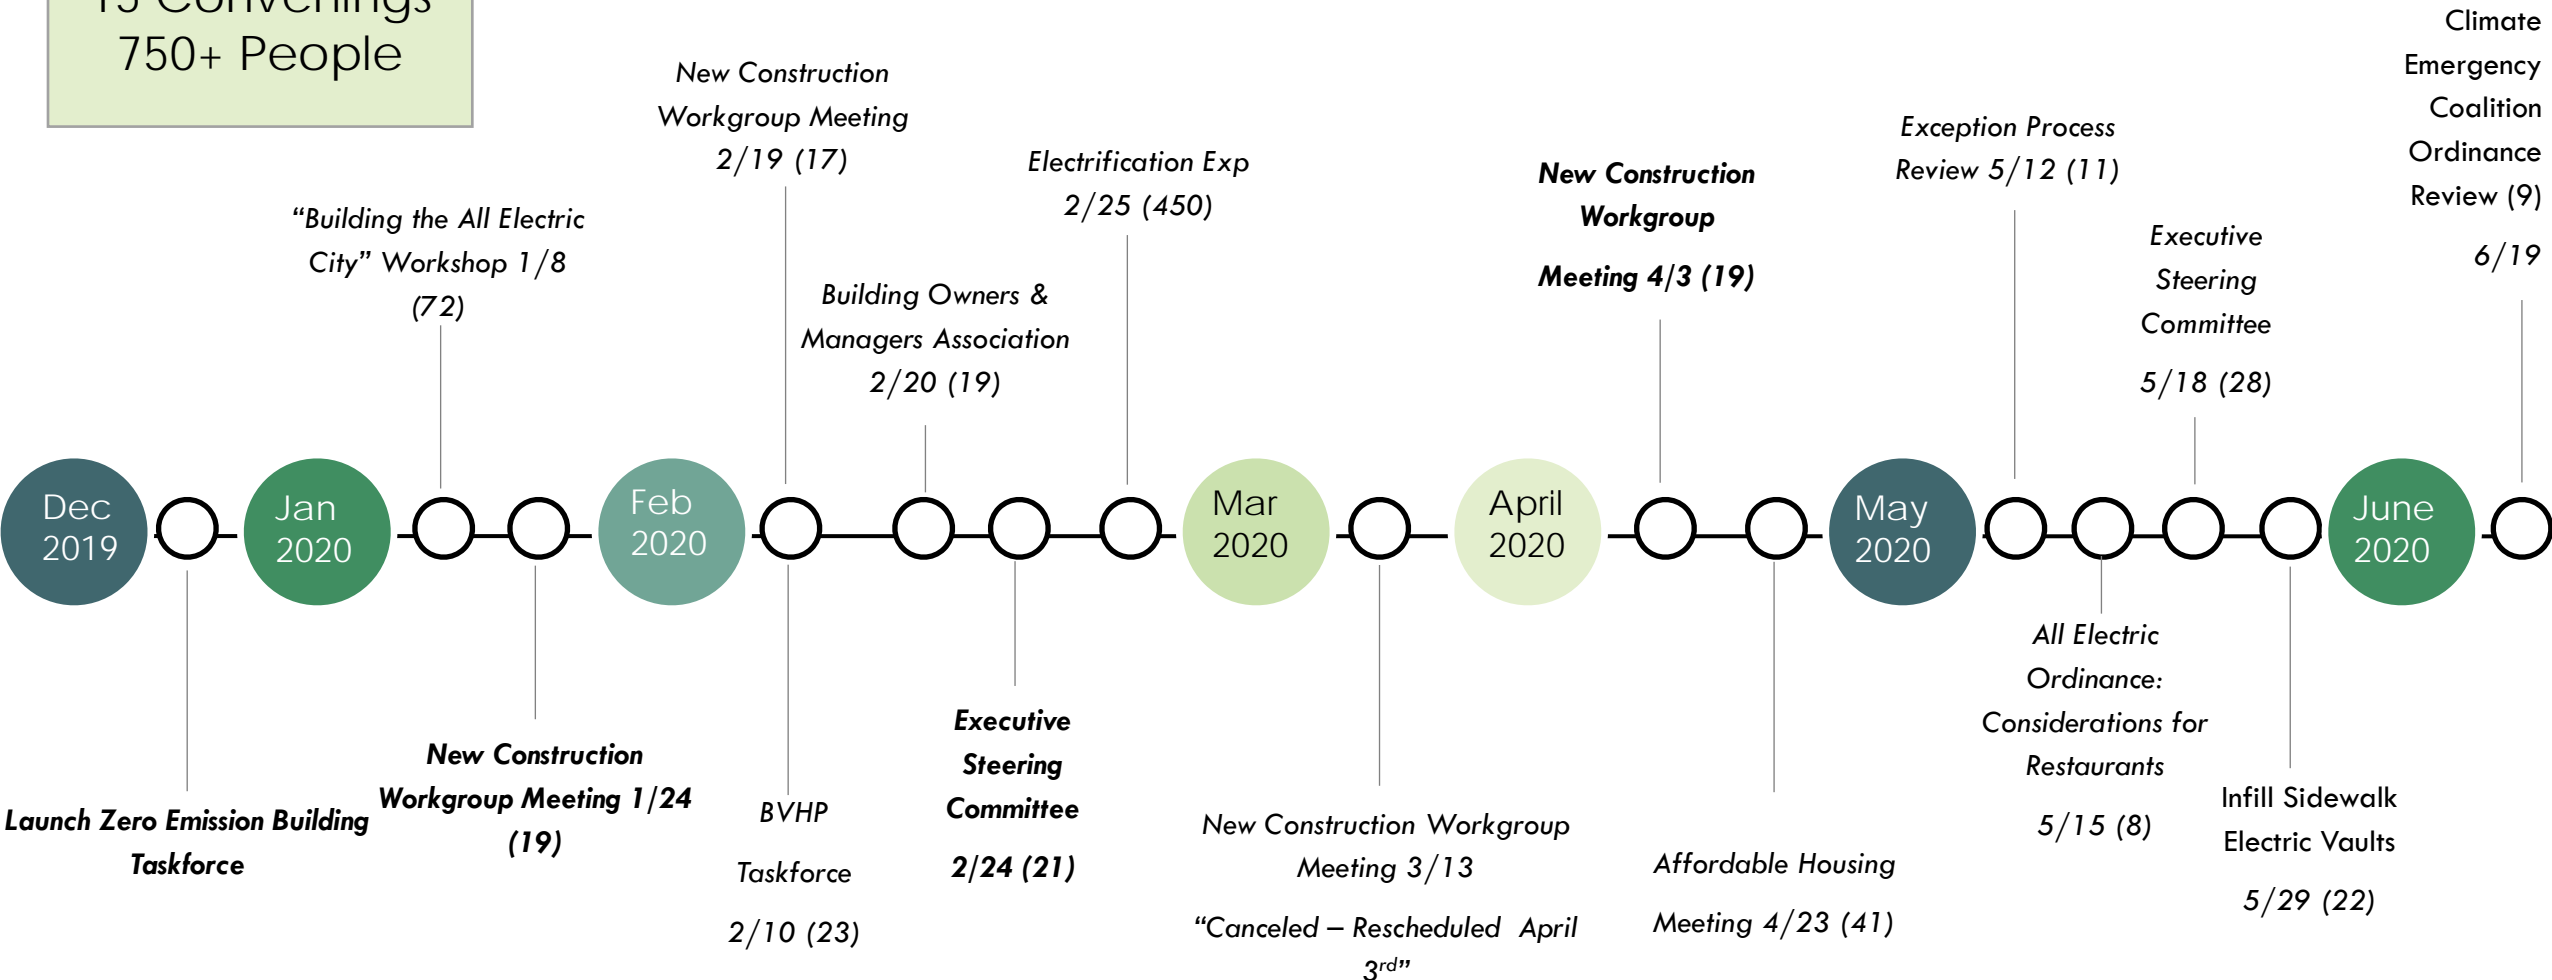 Convenings
750+ People
Climate
Emergency
Coalition
Ordinance
Review (9)
6/19
New Construction
Workgroup Meeting
2/19 (17)
Electrification Exp
2/25 (450)
Exception Process
Review 5/12 (11)
New Construction
Workgroup
Meeting 4/3 (19)
“Building the All Electric
City” Workshop 1/8
(72)
Executive
Steering
Committee
5/18 (28)
Building Owners &
Managers Association
2/20 (19)
Dec
2019
Jan
2020
Feb
2020
Mar
2020
April
2020
May
2020
June
2020
Launch Zero Emission Building
Taskforce
New Construction
Workgroup Meeting 1/24
(19)
BVHP
Taskforce
2/10 (23)
Executive
Steering
Committee
2/24 (21)
New Construction Workgroup
Meeting 3/13
“Canceled – Rescheduled April
3rd”
Affordable Housing
Meeting 4/23 (41)
All Electric
Ordinance:
Considerations for
Restaurants
5/15 (8)
Infill Sidewalk
Electric Vaults
5/29 (22)